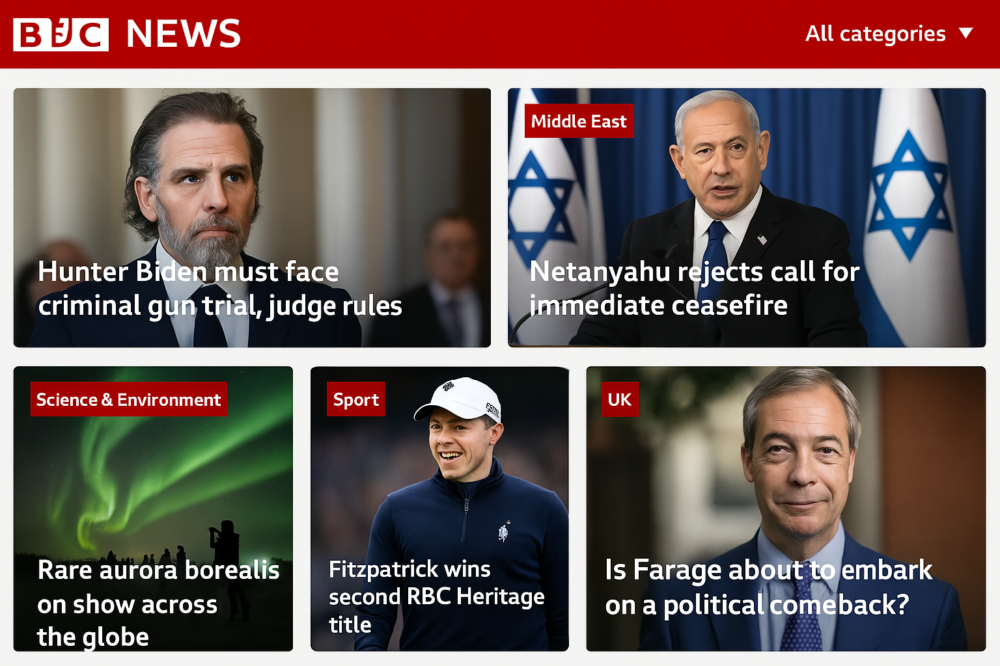 NEWS
All categories
Hunter Biden must face
criminal gun trial, judge rules
Middle East
Netanyahu rejects call for
immediate ceasefire
Science & Environment
Rare aurora borealis
on show across
the globe
Sport
Fitzpatrick wins
second RBC Heritage
title
UK
Is Farage about to embark
on a political comeback?